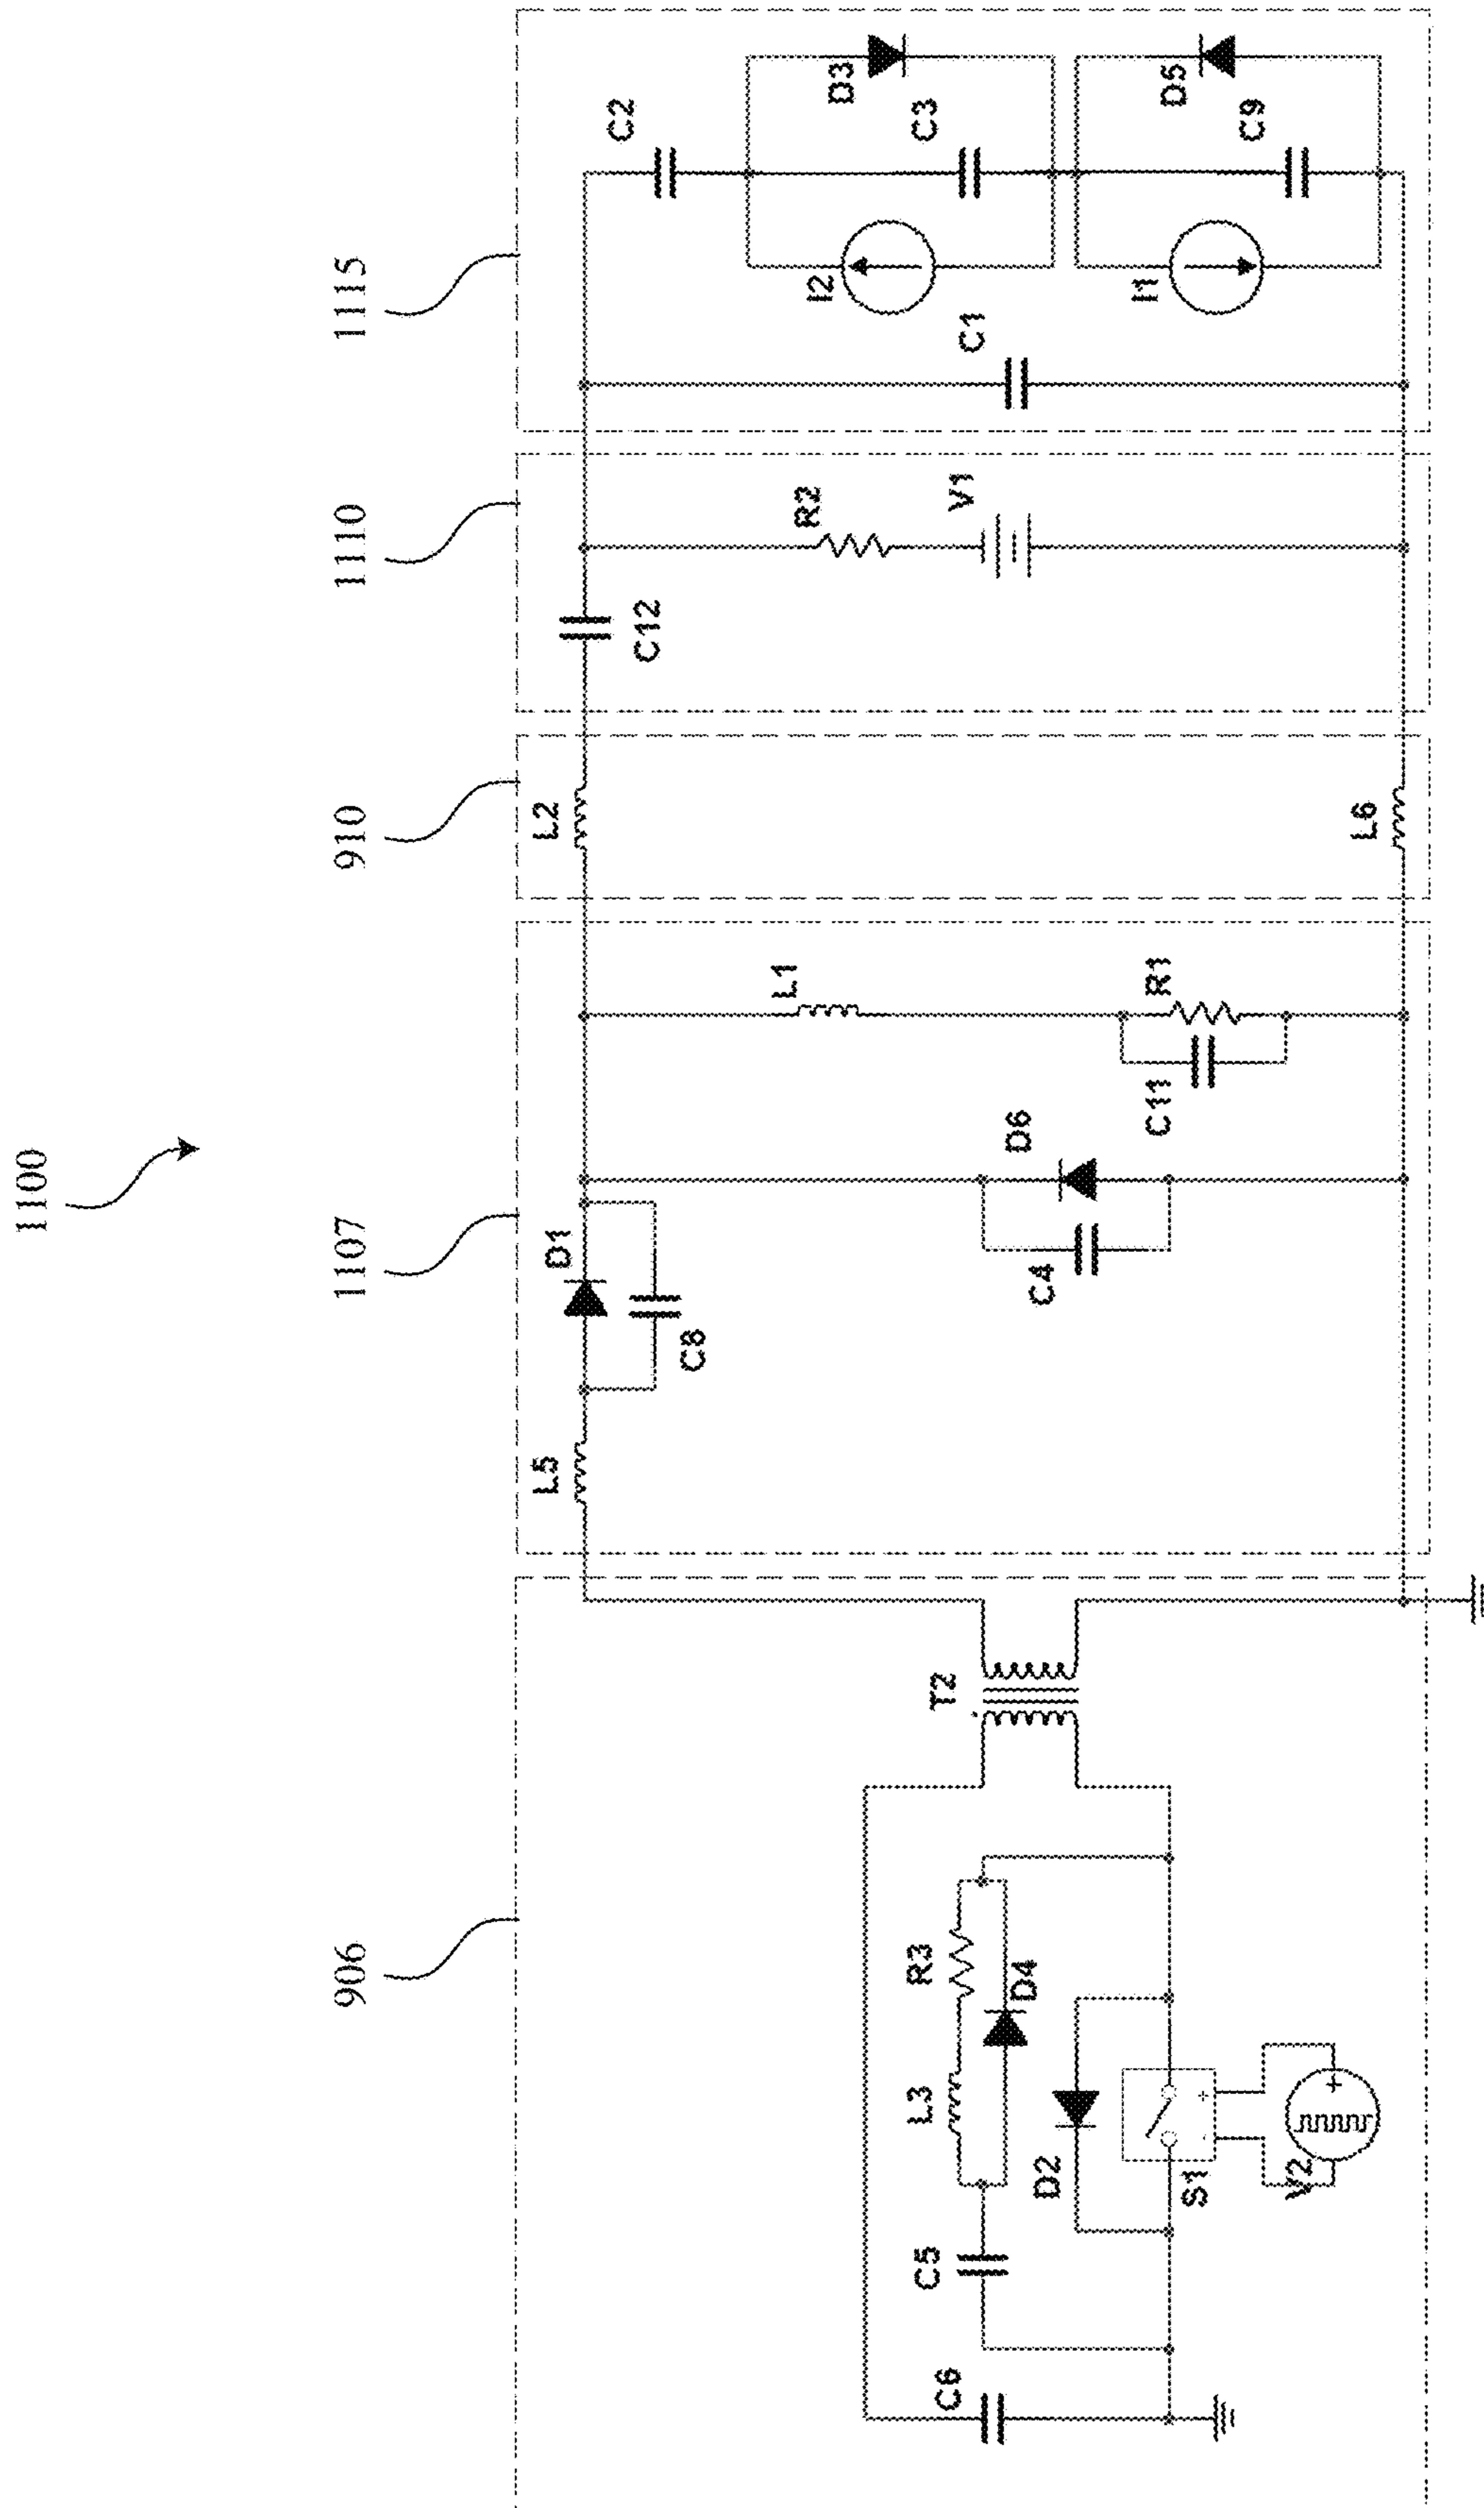 1100
906
1107
910
1110
1115
C6
C5
L3
R3
D4
D2
S1
V2
+
+
T2
L5
D1
C8
C4
D6
L1
C11
R1
L2
L6
C12
R2
V1
C1
C2
I2
C3
D3
I1
C9
D5